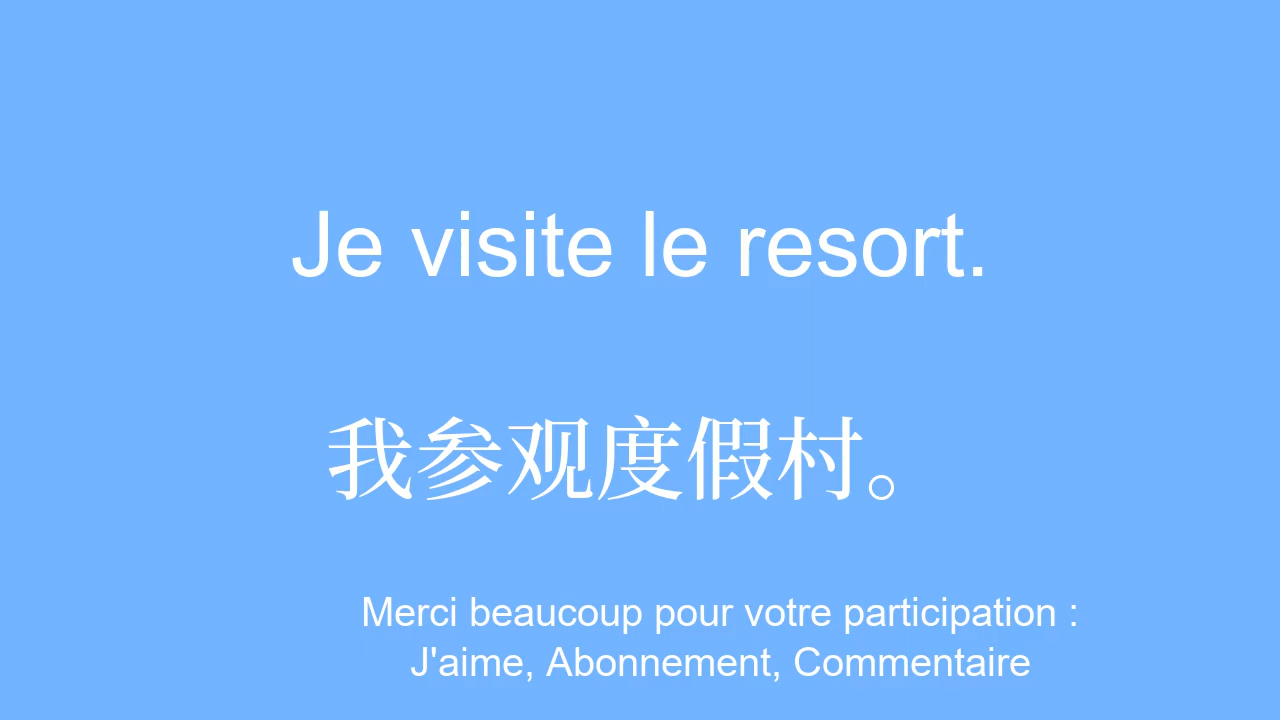 Je visite le resort.
我参观度假村。
Merci beaucoup pour votre participation :
J'aime, Abonnement, Commentaire